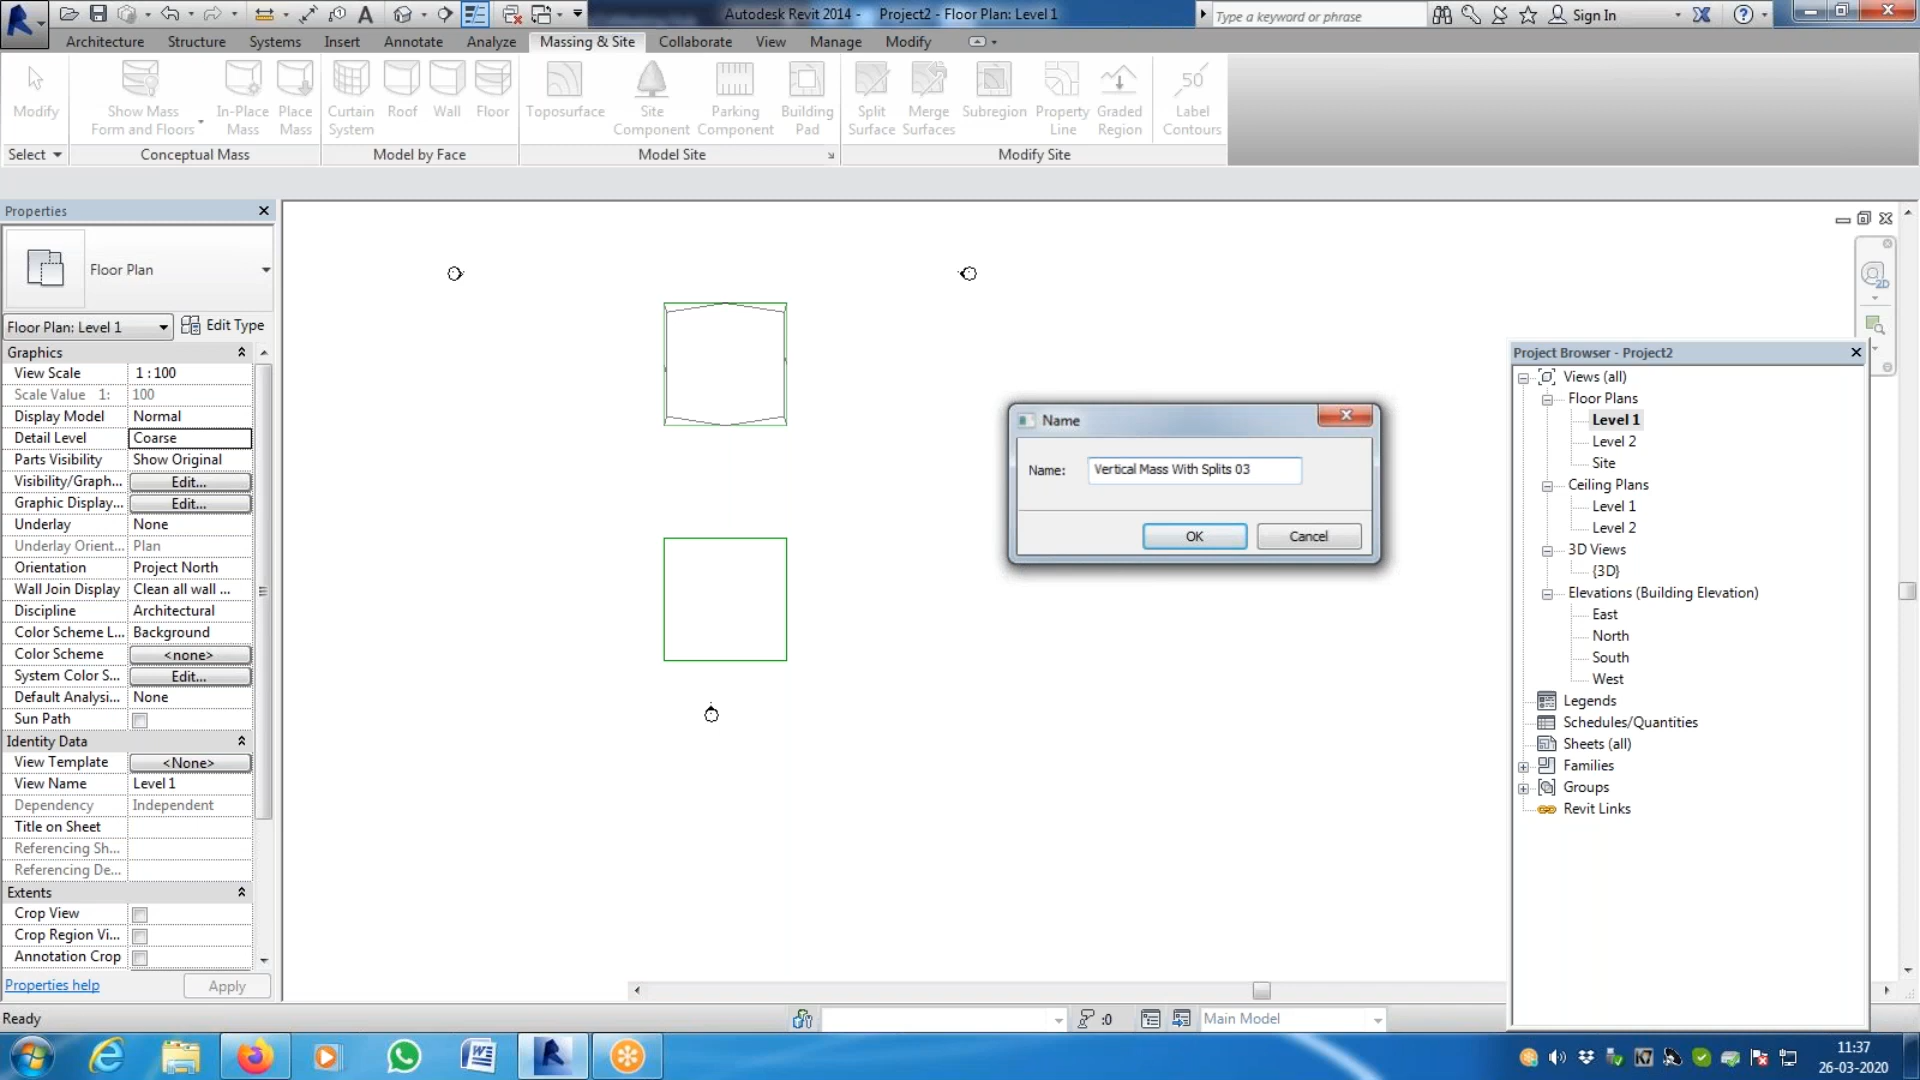 Autodesk Revit 2014 - Project2 - Floor Plan: Level 1
Type a keyword or phrase
Sign In
Architecture Structure Systems Insert Annotate Analyze Massing & Site Collaborate View Manage Modify
Modify
Show Mass
Form and Floors
In-Place
Mass
Place
Mass
Curtain
System
Roof
Wall
Floor
Toposurface
Site
Component
Parking
Component
Building
Pad
Split
Surface
Merge
Surfaces
Subregion
Property
Line
Graded
Region
50
Label
Contours
Select
Conceptual Mass
Model by Face
Model Site
Modify Site
Properties
Floor Plan
Floor Plan: Level 1
Edit Type
Graphics
View Scale 1 : 100
Scale Value 1: 100
Display Model Normal
Detail Level Coarse
Parts Visibility Show Original
Visibility/Graph... Edit...
Graphic Display... Edit...
Underlay None
Underlay Orient... Plan
Orientation Project North
Wall Join Display Clean all wall ...
Discipline Architectural
Color Scheme L... Background
Color Scheme <none>
System Color S... Edit...
Default Analysi... None
Sun Path
Identity Data
View Template <None>
View Name Level 1
Dependency Independent
Title on Sheet
Referencing Sh...
Referencing De...
Extents
Crop View
Crop Region Vi...
Annotation Crop
Properties help
Apply
2D
Name
Name: Vertical Mass With Splits 03
OK Cancel
Project Browser - Project2
Views (all)
Floor Plans
Level 1
Level 2
Site
Ceiling Plans
Level 1
Level 2
3D Views
{3D}
Elevations (Building Elevation)
East
North
South
West
Legends
Schedules/Quantities
Sheets (all)
Families
Groups
Revit Links
Ready
:0
Main Model
11:37
26-03-2020